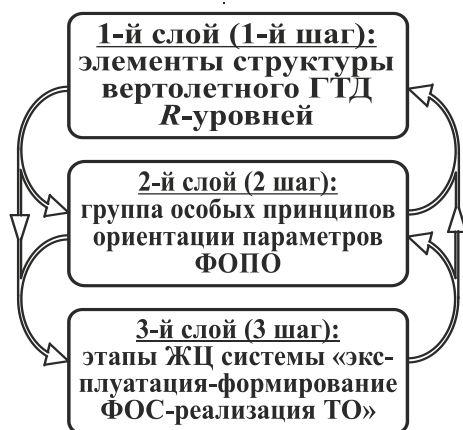 1-й слой (1-й шаг):
элементы структуры
вертолетного ГТД
R-уровней
2-й слой (2 шаг):
группа особых принципов
ориентации параметров
ФОПО
3-й слой (3 шаг):
этапы ЖЦ системы «экс-
плуатация-формирование
ФОС-реализация ТО»